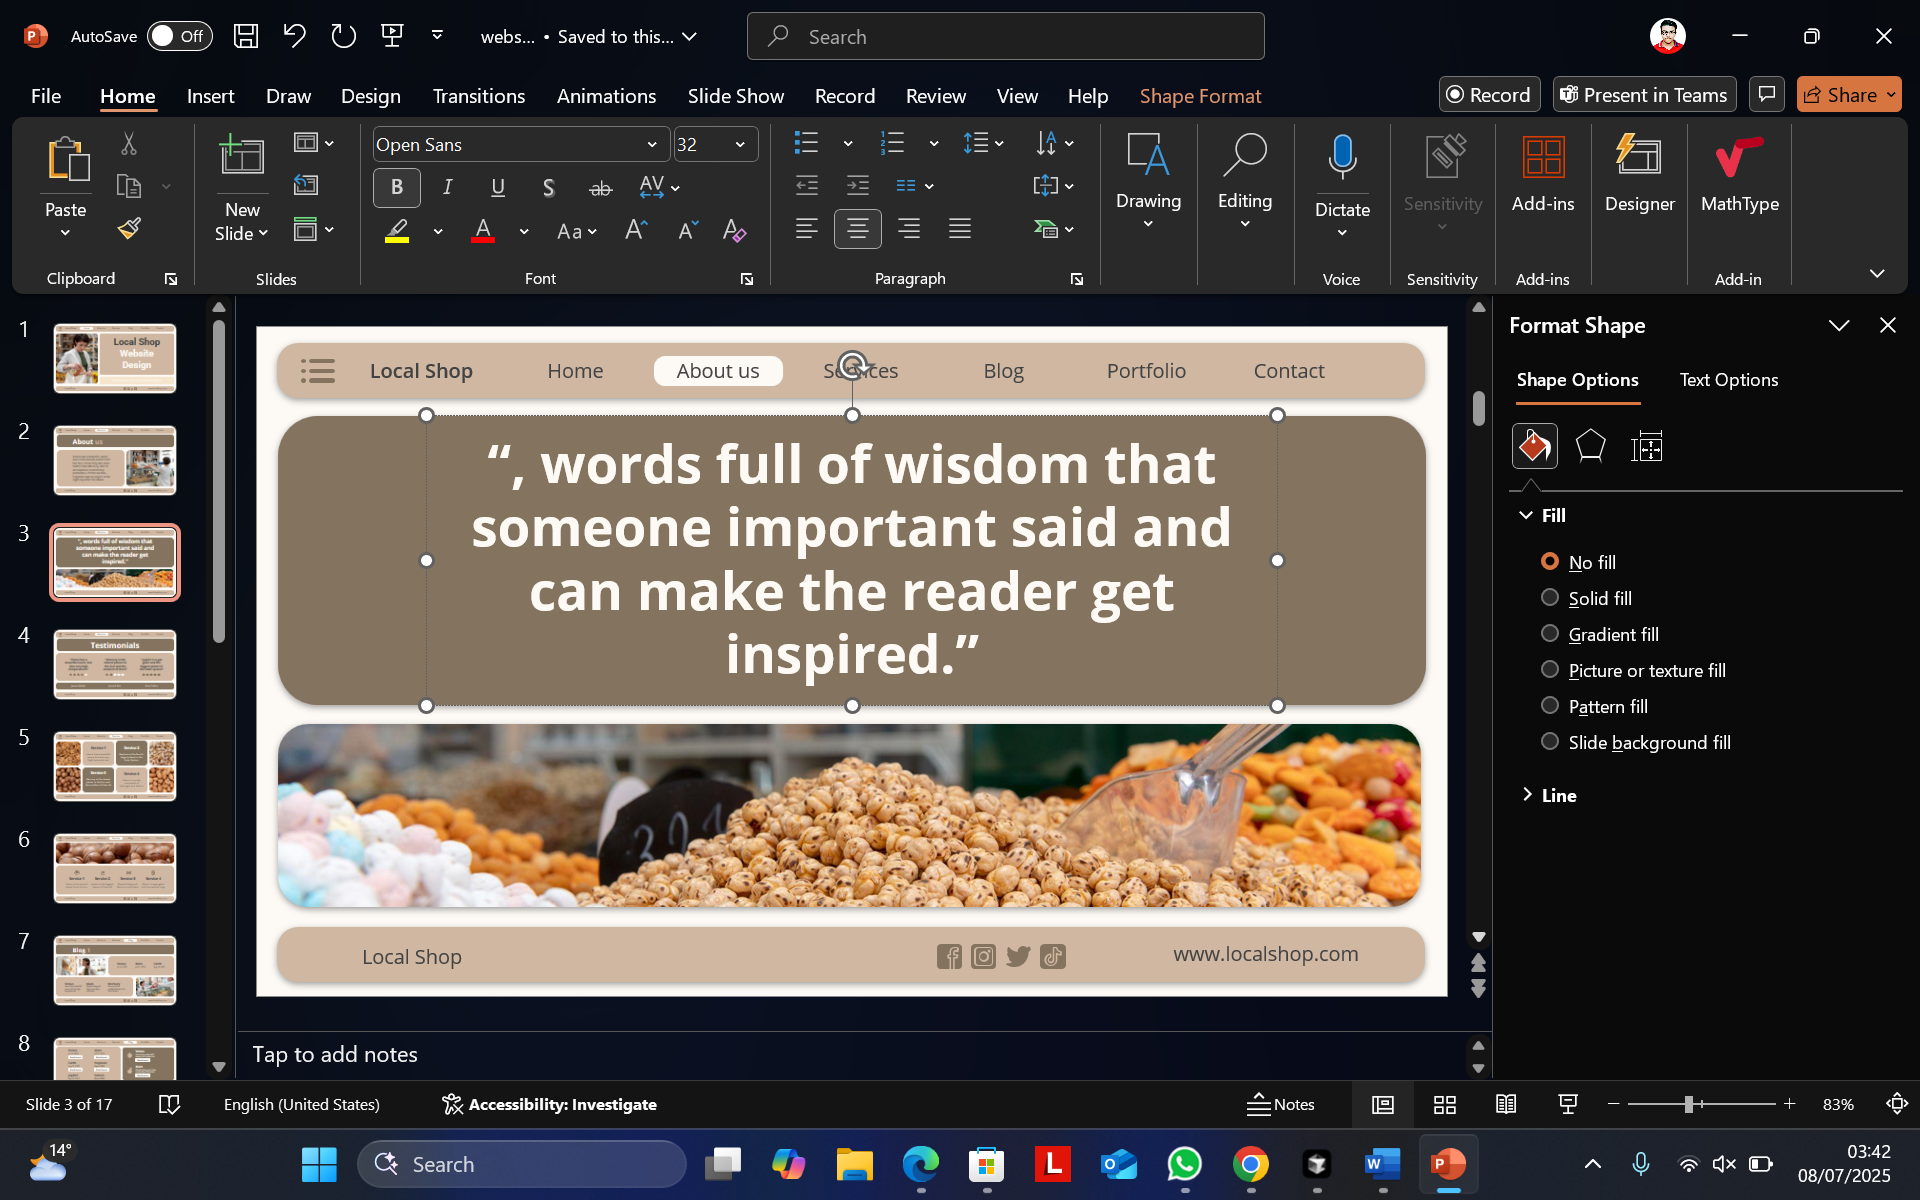 AutoSave Off webs... • Saved to this... Search
File Home Insert Draw Design Transitions Animations Slide Show Record Review View Help Shape Format Record Present in Teams Share
Paste
Clipboard
New
Slide
Slides
Open Sans 32
B I U S ab AV
A Aa A A A
Font
Paragraph
Drawing
Editing
Dictate
Voice
Sensitivity
Sensitivity
Add-ins
Add-ins
Designer
MathType
Add-in
1
Local Shop
Website
Design
2
About us
3
“, words full of wisdom that
someone important said and
can make the reader get
inspired.”
4
Testimonials
5
6
7
Blog 1
8
Local Shop Home About us Services Blog Portfolio Contact
“, words full of wisdom that
someone important said and
can make the reader get
inspired.”
Local Shop www.localshop.com
Tap to add notes
Format Shape
Shape Options Text Options
Fill
No fill
Solid fill
Gradient fill
Picture or texture fill
Pattern fill
Slide background fill
Line
Slide 3 of 17 English (United States) Accessibility: Investigate Notes 83%
14° Search 03:42
08/07/2025